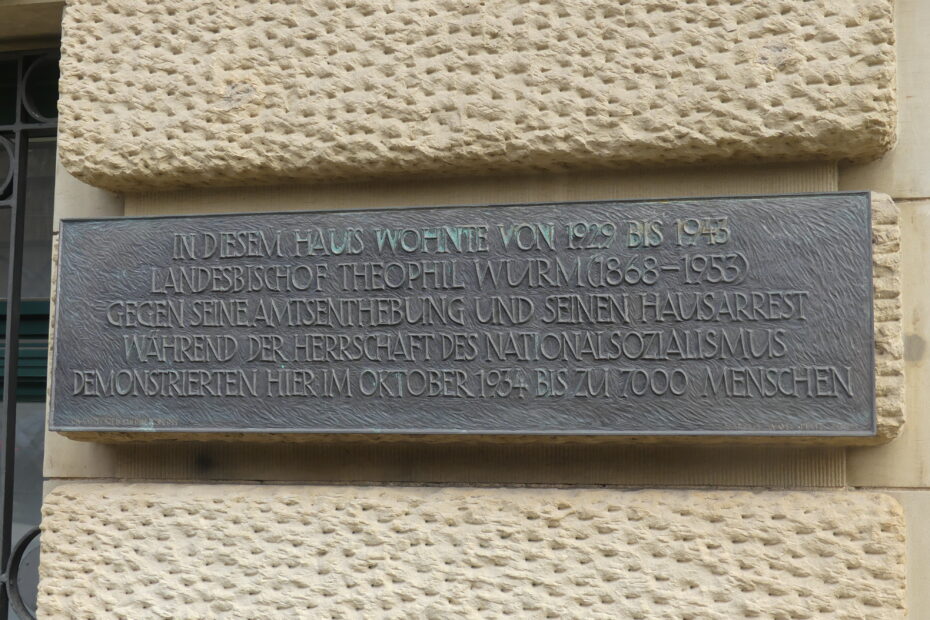 IN DIESEM HAUS WOHNTE VON 1929 BIS 1943
LANDESBISCHOF THEOPHIL WURM (1868–1953)
GEGEN SEINE AMTSENTHEBUNG UND SEINEN HAUSARREST
WÄHREND DER HERRSCHAFT DES NATIONALSOZIALISMUS
DEMONSTRIERTEN HIER IM OKTOBER 1934 BIS ZU 7000 MENSCHEN